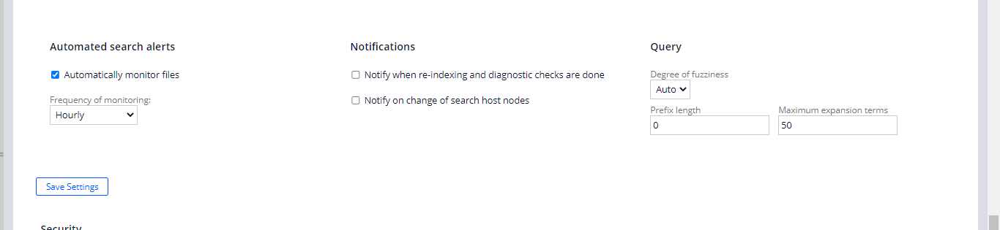 Automated search alerts
Automatically monitor files
Frequency of monitoring:
Hourly
Notifications
Notify when re-indexing and diagnostic checks are done
Notify on change of search host nodes
Query
Degree of fuzziness
Auto
Prefix length
0
Maximum expansion terms
50
Save Settings
Security